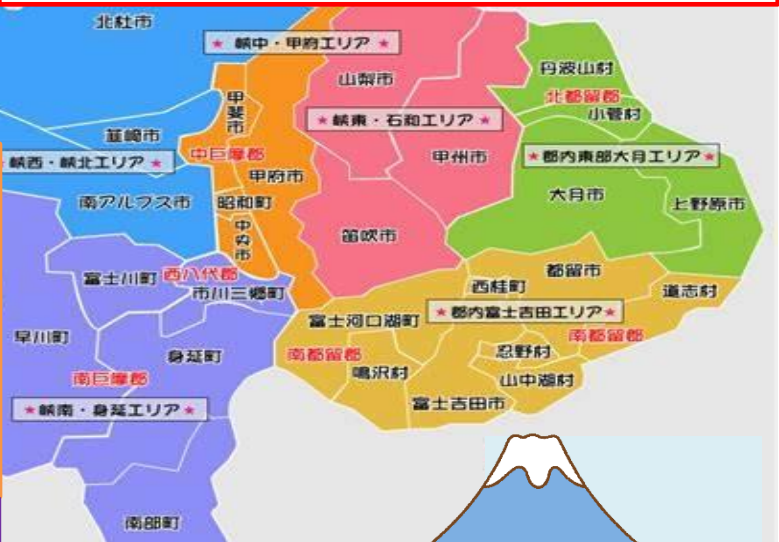 北杜市
★ 峡中・甲府エリア ★
山梨市
丹波山村
北都留郡
小菅村
甲斐市
★峡東・石和エリア★
韮崎市
中巨摩郡
甲州市
★郡内東部大月エリア★
峡西・峡北エリア ★
甲府市
南アルプス市
昭和町
大月市
上野原市
中央市
笛吹市
富士川町
西八代郡
市川三郷町
西桂町
都留市
道志村
★郡内富士吉田エリア★
富士河口湖町
早川町
身延町
南都留郡
忍野村
南都留郡
南巨摩郡
鳴沢村
山中湖村
★峡南・身延エリア★
富士吉田市
南部町